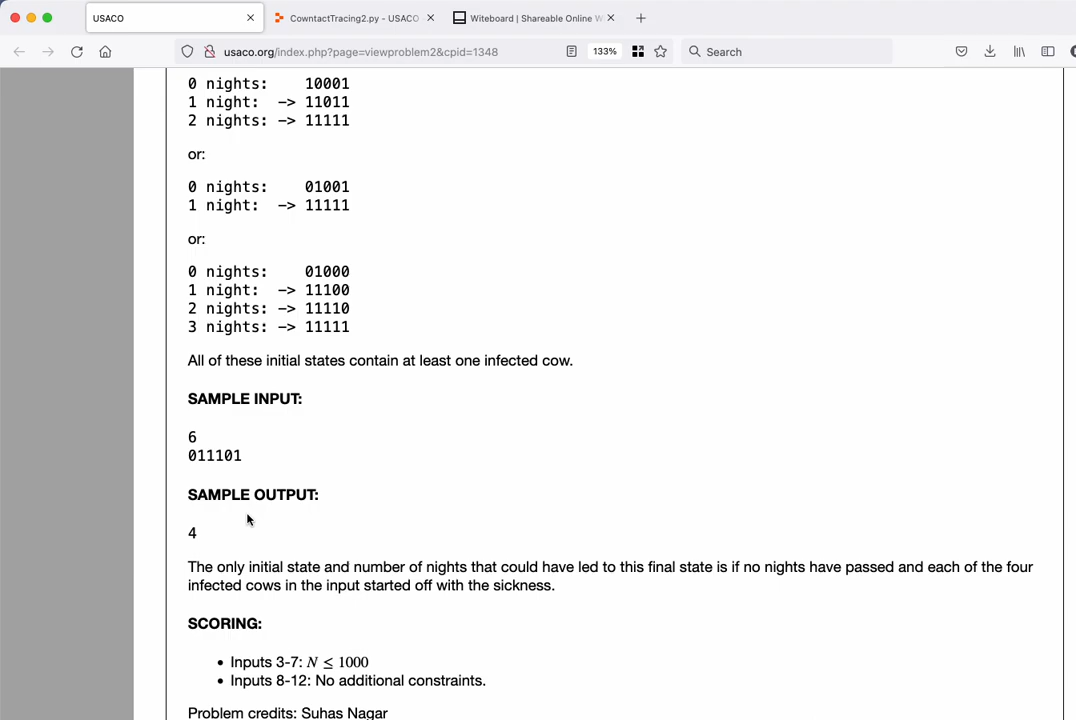 USACO
CowntactTracing2.py - USACO
Witeboard | Shareable Online W
usaco.org/index.php?page=viewproblem2&cpid=1348
133%
Search
0 nights:    10001
1 night:  -> 11011
2 nights: -> 11111
or:
0 nights:    01001
1 night:  -> 11111
or:
0 nights:    01000
1 night:  -> 11100
2 nights: -> 11110
3 nights: -> 11111
All of these initial states contain at least one infected cow.
SAMPLE INPUT:
6
011101
SAMPLE OUTPUT:
4
The only initial state and number of nights that could have led to this final state is if no nights have passed and each of the four
infected cows in the input started off with the sickness.
SCORING:
• Inputs 3-7: N ≤ 1000
• Inputs 8-12: No additional constraints.
Problem credits: Suhas Nagar